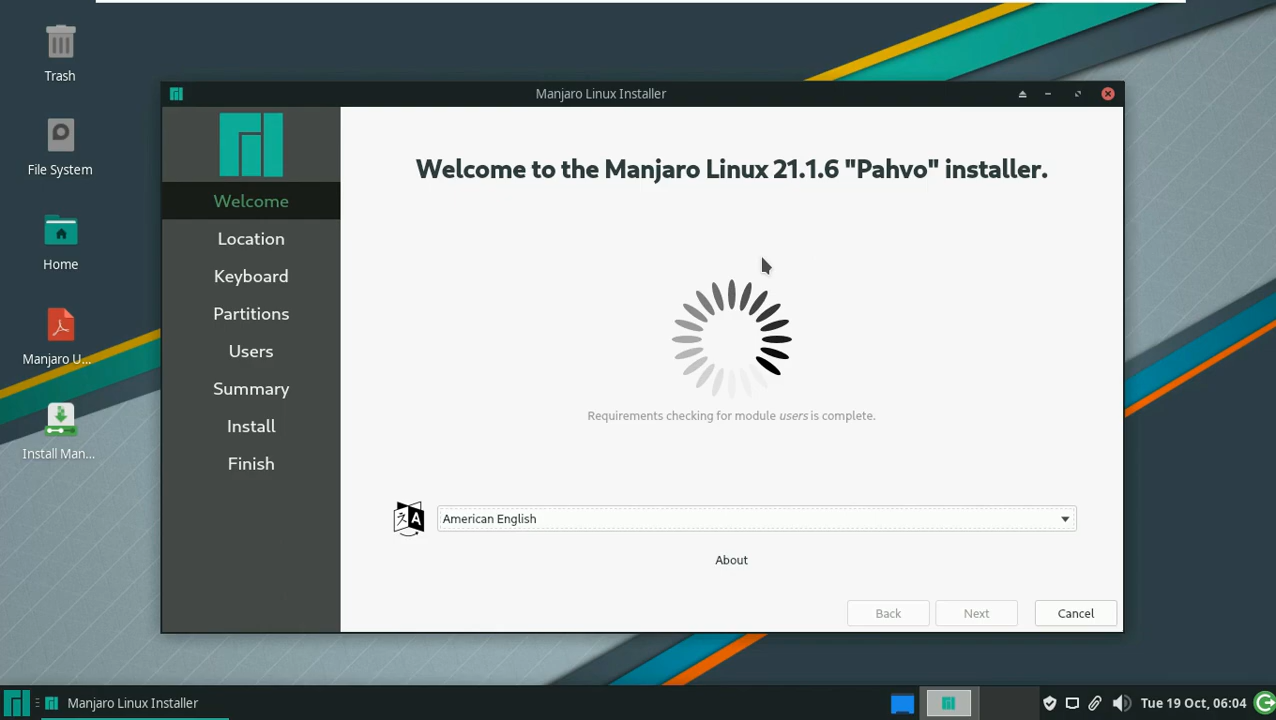 Trash
File System
Home
Manjaro U...
Install Man...
Manjaro Linux Installer
Welcome
Location
Keyboard
Partitions
Users
Summary
Install
Finish
Welcome to the Manjaro Linux 21.1.6 "Pahvo" installer.
Requirements checking for module users is complete.
American English
About
Back
Next
Cancel
Manjaro Linux Installer
Tue 19 Oct, 06:04